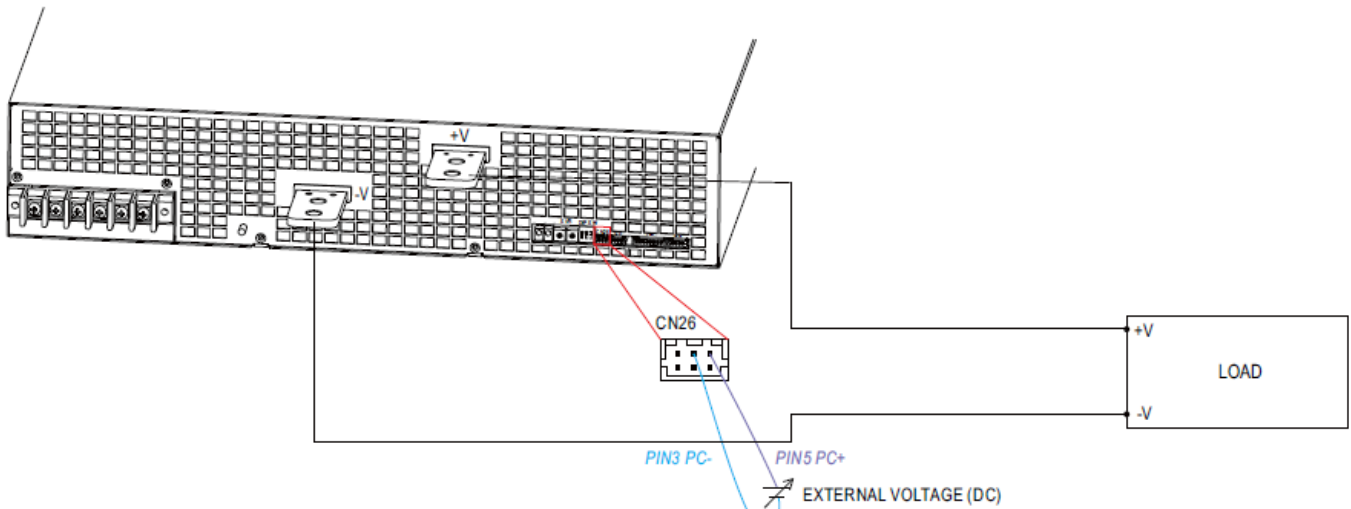 +V
-V
CN26
+V
LOAD
-V
PIN3 PC-
PIN5 PC+
EXTERNAL VOLTAGE (DC)